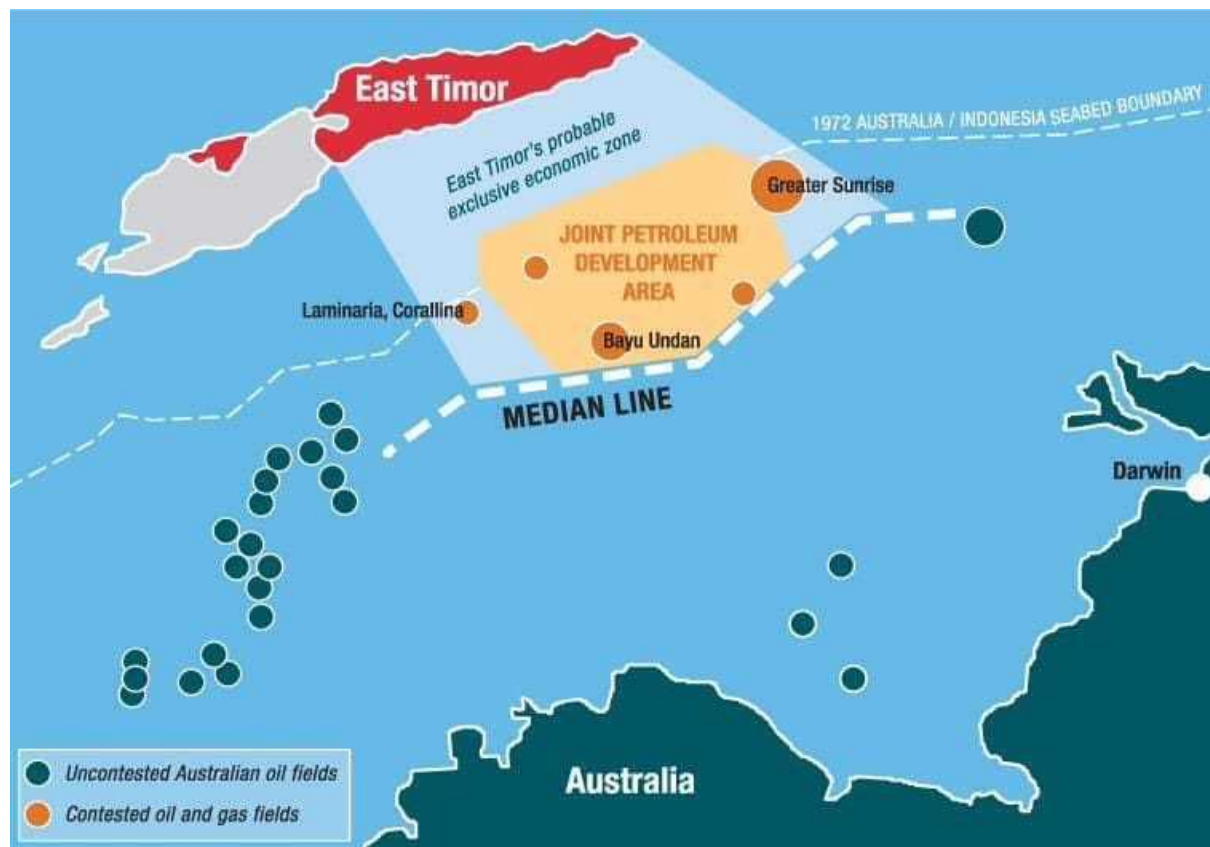 East Timor
1972 AUSTRALIA / INDONESIA SEABED BOUNDARY
East Timor's probable
exclusive economic zone
Greater Sunrise
JOINT PETROLEUM
DEVELOPMENT
AREA
Laminaria, Corallina
Bayu Undan
MEDIAN LINE
Darwin
Australia
Uncontested Australian oil fields
Contested oil and gas fields